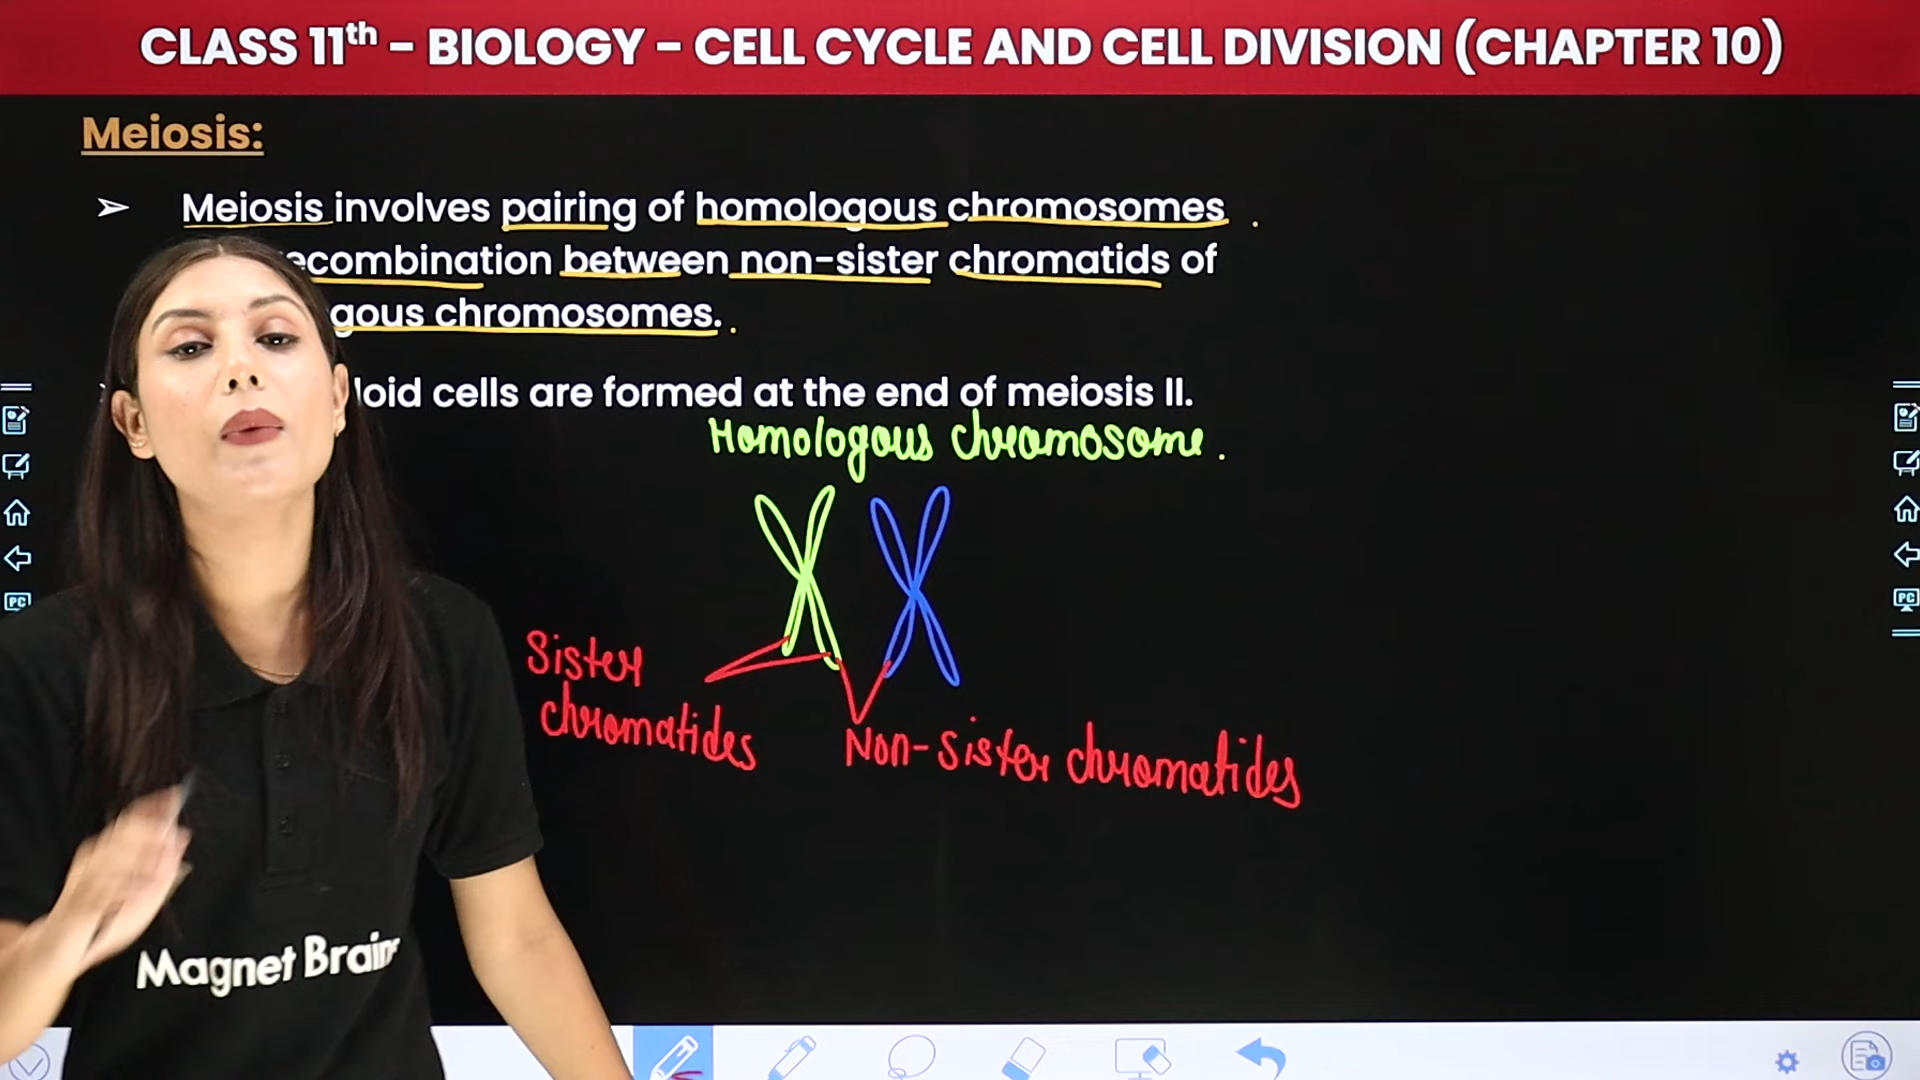 CLASS 11th – BIOLOGY – CELL CYCLE AND CELL DIVISION (CHAPTER 10)
Meiosis:
➢ Meiosis involves pairing of homologous chromosomes
ecombination between non-sister chromatids of
gous chromosomes.
loid cells are formed at the end of meiosis II.
Homologous chromosome.
Sister
chromatides
Non-Sister chromatides
Magnet Brain
PC
PC